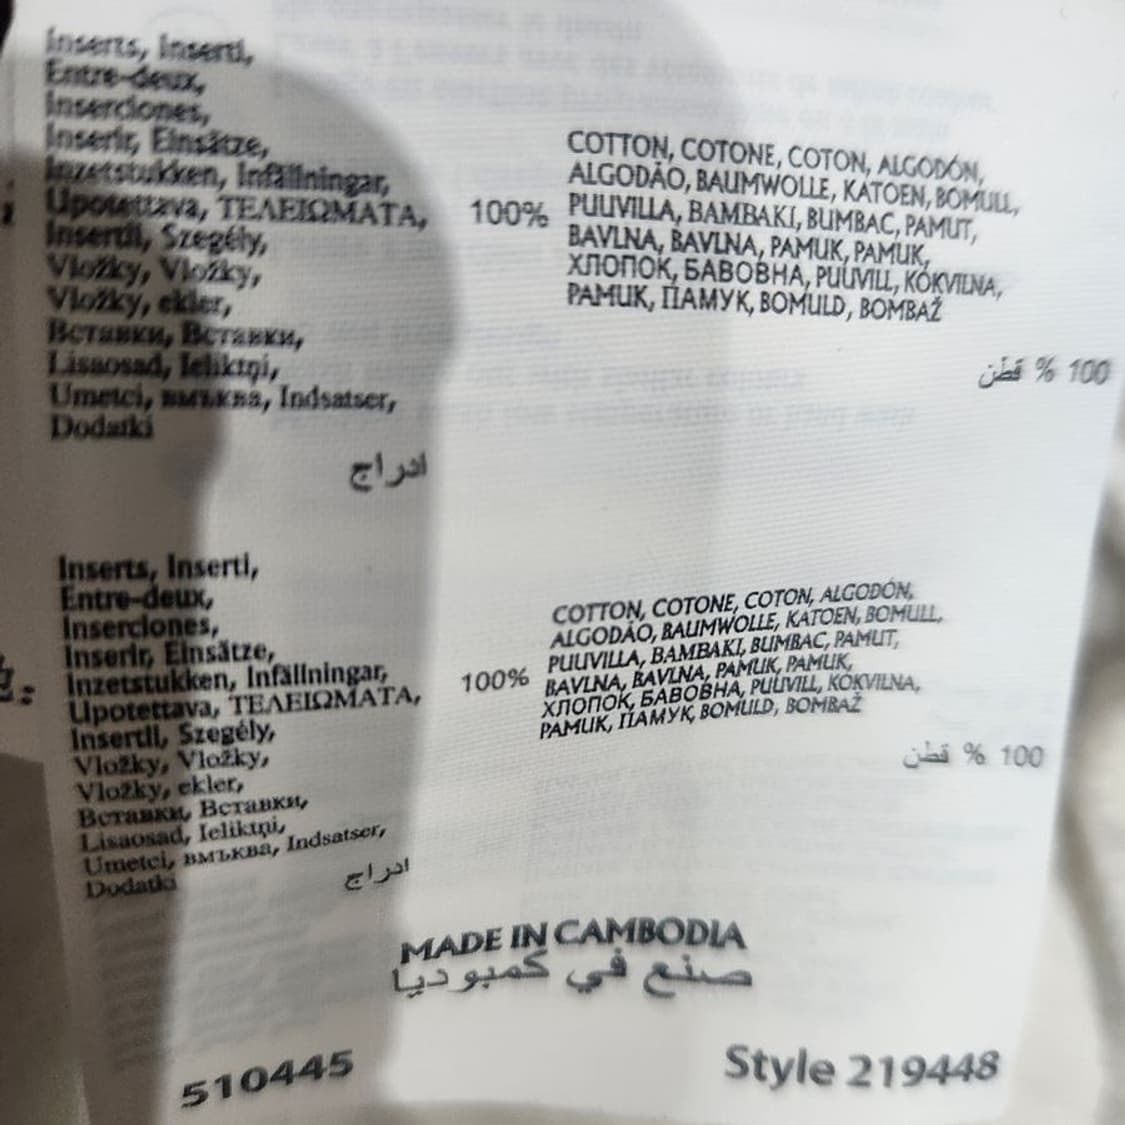 Inserts, Inserti,
Entre-deux,
Inserciones,
Inserir, Einsätze,
Inzetstukken, Infällningar,
Upotettava, ΤΕΛΕΙΩΜΑΤΑ,
Insertii, Szegély,
Vložky, Vložky,
Vložky, ekler,
Вставки, Вставки,
Lisaosad, Ieliktņi,
Umetci, вмъква, Indsatser,
Dodatki
ادراج
100%
COTTON, COTONE, COTON, ALGODÓN,
ALGODÃO, BAUMWOLLE, KATOEN, BOMULL,
PUUVILLA, BAMBAKI, BUMBAC, PAMUT,
BAVLNA, BAVLNA, PAMUK, PAMUK,
ХЛОПОК, БАВОВНА, PUUVILL, KOKVILNA,
PAMUK, ПАМУК, BOMULD, BOMBAŽ
100 % قطن
Inserts, Inserti,
Entre-deux,
Inserciones,
Inserir, Einsätze,
Inzetstukken, Infällningar,
Upotettava, ΤΕΛΕΙΩΜΑΤΑ,
Insertii, Szegély,
Vložky, Vložky,
Vložky, ekler,
Вставки, Вставки,
Lisaosad, Ieliktņi,
Umetci, вмъква, Indsatser,
Dodatki
ادراج
100%
COTTON, COTONE, COTON, ALGODÓN,
ALGODÃO, BAUMWOLLE, KATOEN, BOMULL,
PUUVILLA, BAMBAKI, BUMBAC, PAMUT,
BAVLNA, BAVLNA, PAMUK, PAMUK,
ХЛОПОК, БАВОВНА, PUUVILL, KOKVILNA,
PAMUK, ПАМУК, BOMULD, BOMBAŽ
100 % قطن
MADE IN CAMBODIA
صنع في كمبوديا
510445
Style 219448